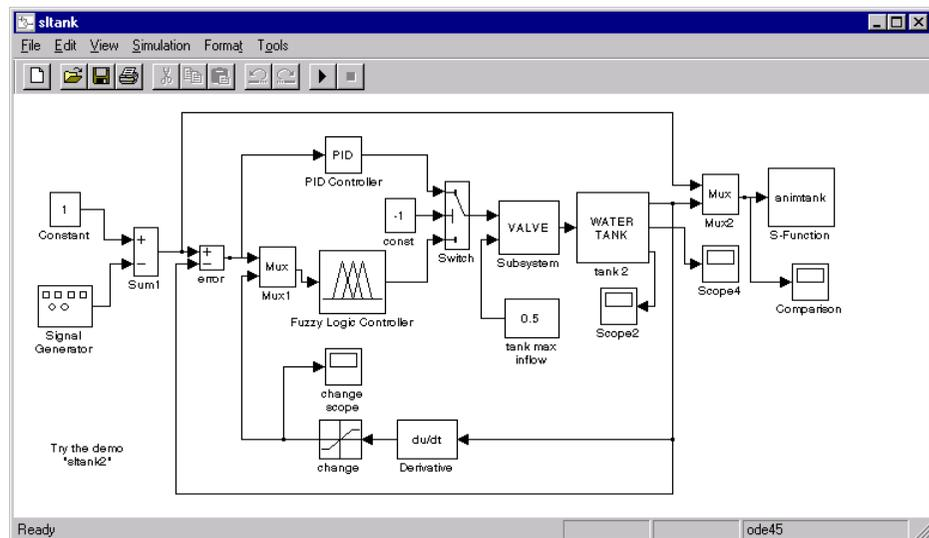 sltank
File Edit View Simulation Format Tools
PID
PID Controller
1
Constant
-1
const
Switch
VALVE
Subsystem
WATER
TANK
tank 2
Mux
Mux2
animtank
S-Function
+
−
Sum1
+
−
error
Mux
Mux1
Fuzzy Logic Controller
Signal
Generator
0.5
tank max
inflow
Scope2
Scope4
Comparison
change
scope
change
du/dt
Derivative
Try the demo
"sltank2"
Ready
ode45